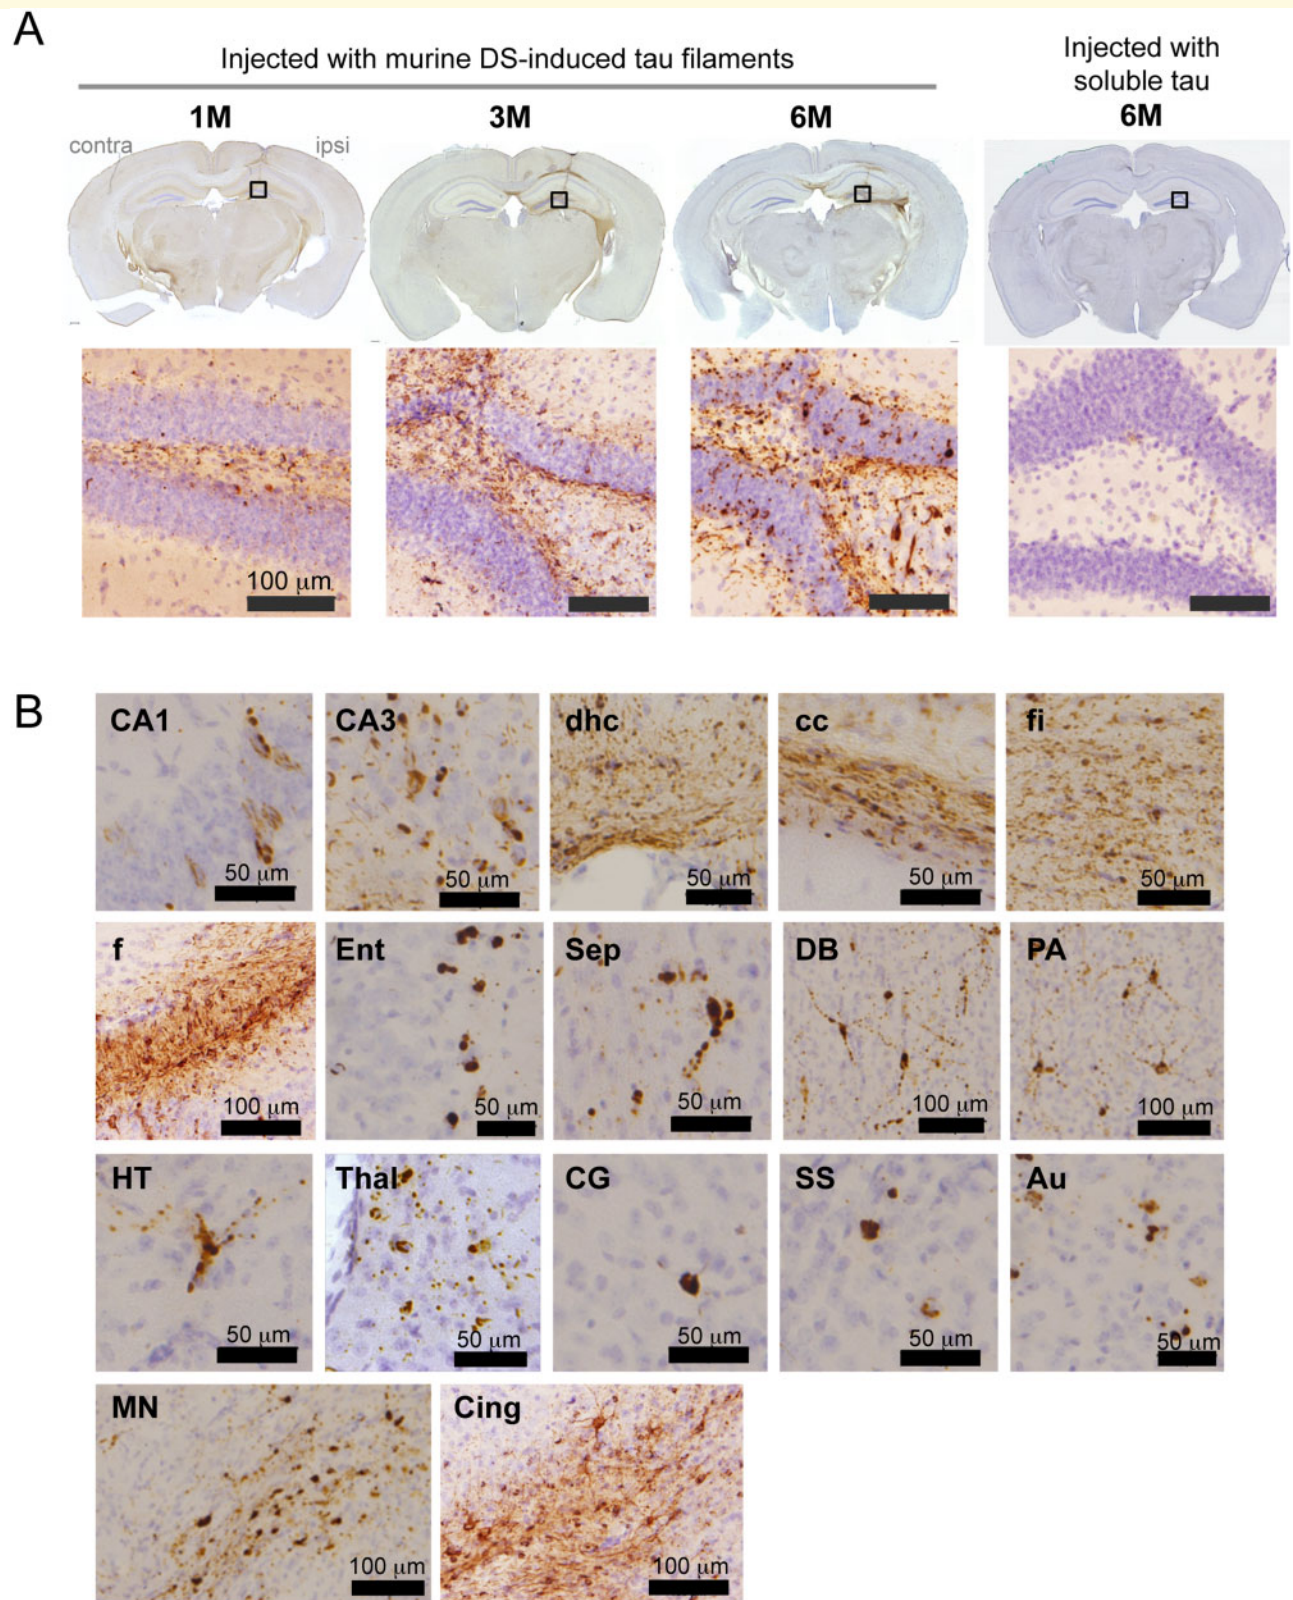 A
Injected with murine DS-induced tau filaments
Injected with
soluble tau
1M
3M
6M
6M
contra
ipsi
100 μm
B
CA1
CA3
dhc
cc
fi
50 μm
50 μm
50 μm
50 μm
50 μm
f
Ent
Sep
DB
PA
100 μm
50 μm
50 μm
100 μm
100 μm
HT
Thal
CG
SS
Au
50 μm
50 μm
50 μm
50 μm
50 μm
MN
Cing
100 μm
100 μm